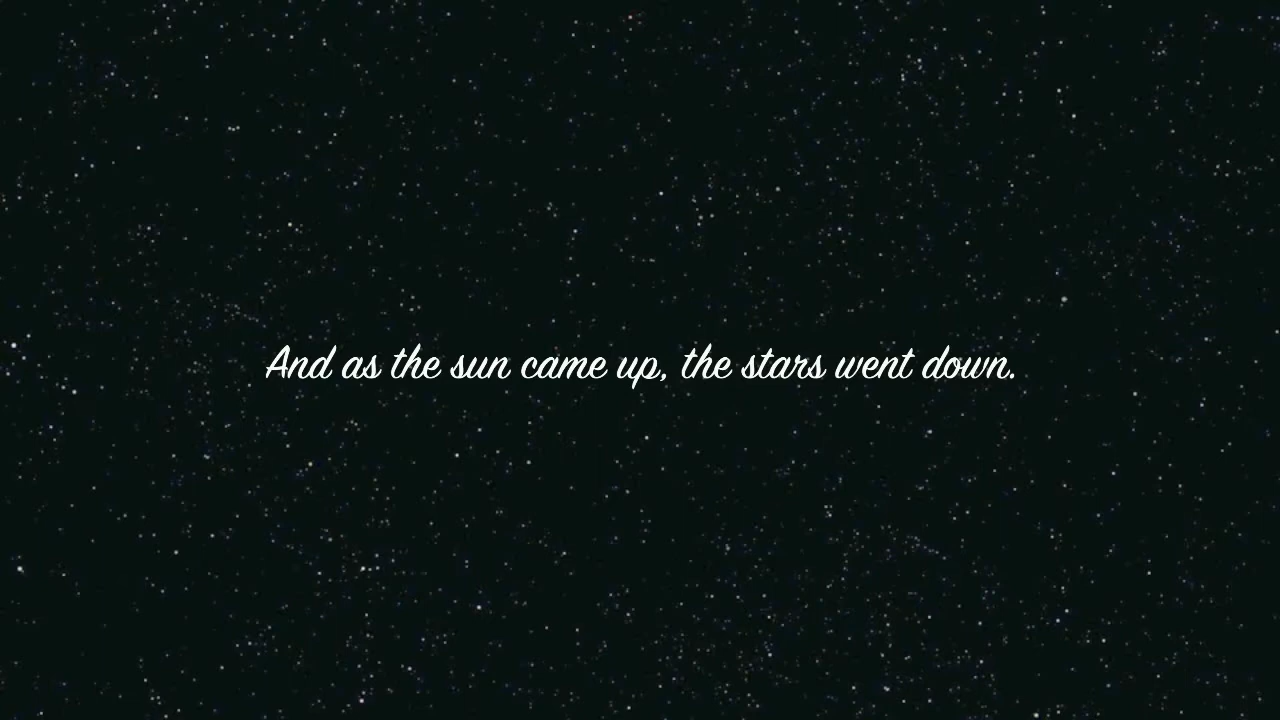 And as the sun came up, the stars went down.